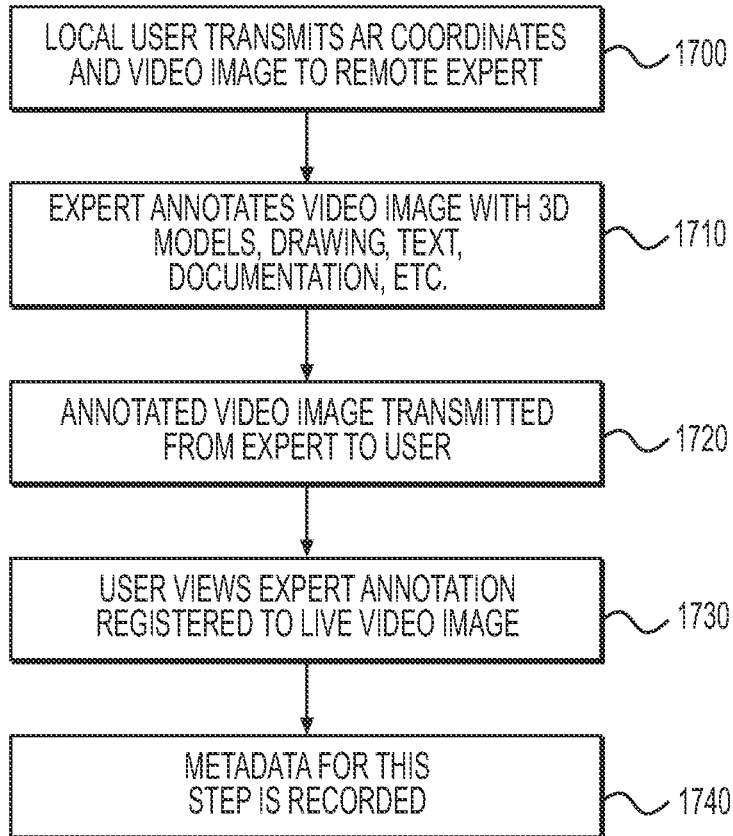 LOCAL USER TRANSMITS AR COORDINATES
AND VIDEO IMAGE TO REMOTE EXPERT
1700
EXPERT ANNOTATES VIDEO IMAGE WITH 3D
MODELS, DRAWING, TEXT,
DOCUMENTATION, ETC.
1710
ANNOTATED VIDEO IMAGE TRANSMITTED
FROM EXPERT TO USER
1720
USER VIEWS EXPERT ANNOTATION
REGISTERED TO LIVE VIDEO IMAGE
1730
METADATA FOR THIS
STEP IS RECORDED
1740